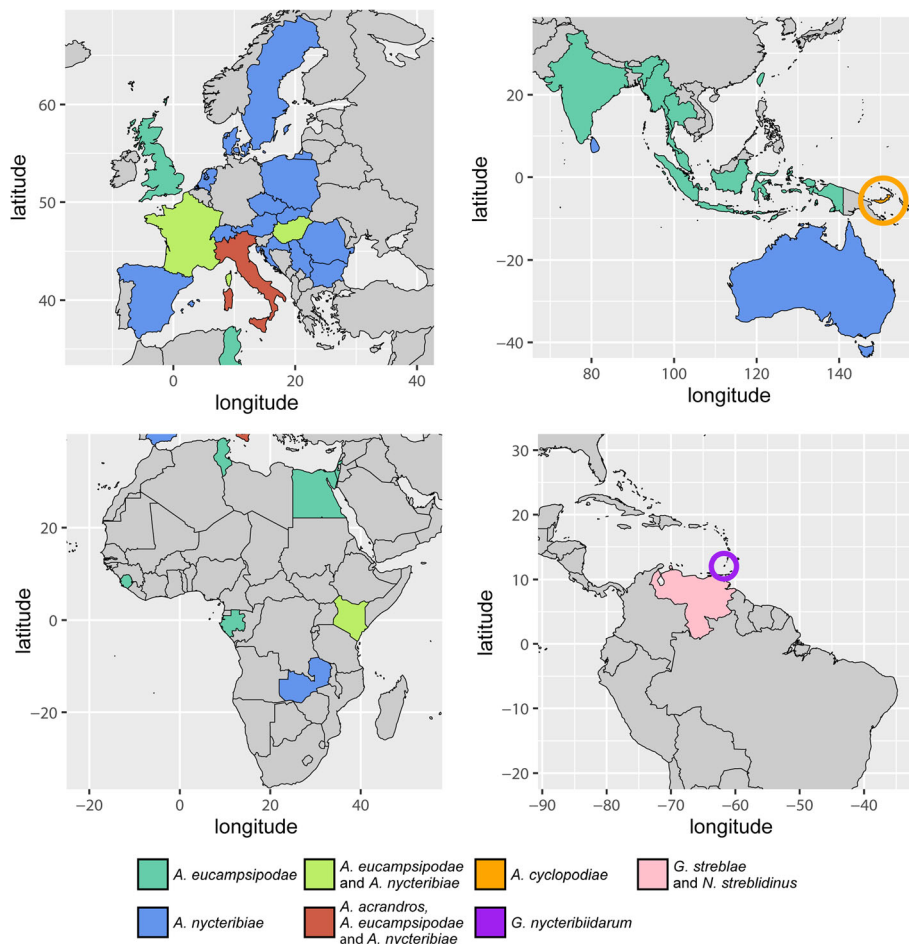 60
50
40
latitude
0
20
40
longitude
20
0
−20
−40
latitude
80
100
120
140
longitude
20
0
−20
latitude
−20
0
20
40
longitude
30
20
10
0
−10
−20
latitude
−90
−80
−70
−60
−50
−40
longitude
A. eucampsipodae
A. eucampsipodae
and A. nycteribiae
A. cyclopodiae
G. streblae
and N. streblidinus
A. nycteribiae
A. acrandros,
A. eucampsipodae
and A. nycteribiae
G. nycteribiidarum